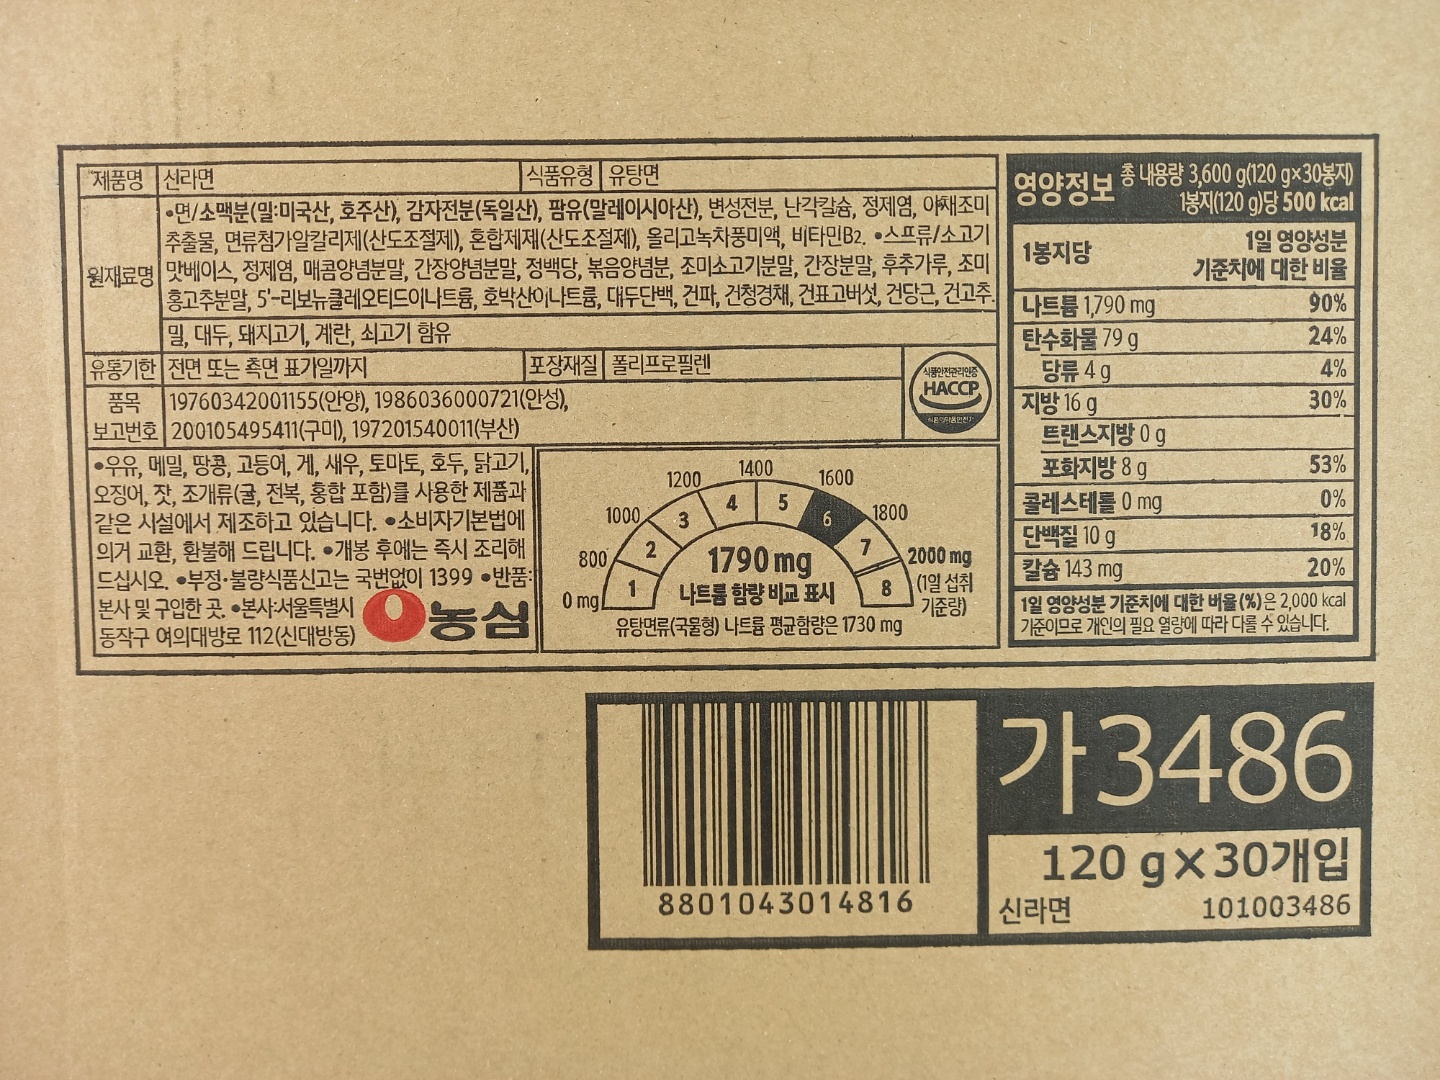 제품명 신라면 식품유형 유탕면
원재료명
•면/소맥분(밀:미국산, 호주산), 감자전분(독일산), 팜유(말레이시아산), 변성전분, 난각칼슘, 정제염, 야채조미
추출물, 면류첨가알칼리제(산도조절제), 혼합제제(산도조절제), 올리고녹차풍미액, 비타민B2. •스프류/소고기
맛베이스, 정제염, 매콤양념분말, 간장양념분말, 정백당, 볶음양념분, 조미소고기분말, 간장분말, 후추가루, 조미
홍고추분말, 5'-리보뉴클레오티드이나트륨, 호박산이나트륨, 대두단백, 건파, 건청경채, 건표고버섯, 건당근, 건고추.
밀, 대두, 돼지고기, 계란, 쇠고기 함유
유통기한 전면 또는 측면 표기일까지 포장재질 폴리프로필렌
품목 19760342001155(안양), 1986036000721(안성),
보고번호 200105495411(구미), 197201540011(부산)
식품안전관리인증
HACCP
•우유, 메밀, 땅콩, 고등어, 게, 새우, 토마토, 호두, 닭고기,
오징어, 잣, 조개류(굴, 전복, 홍합 포함)를 사용한 제품과
같은 시설에서 제조하고 있습니다. •소비자기본법에
의거 교환, 환불해 드립니다. •개봉 후에는 즉시 조리해
드십시오. •부정·불량식품신고는 국번없이 1399 •반품:
본사 및 구입한 곳. •본사:서울특별시
동작구 여의대방로 112(신대방동)
농심
0 mg 800 1000 1200 1400 1600 1800 2000 mg
(1일 섭취
기준량)
1 2 3 4 5 6 7 8
1790 mg
나트륨 함량 비교 표시
유탕면류(국물형) 나트륨 평균함량은 1730 mg
영양정보 총 내용량 3,600 g(120 g×30봉지)
1봉지(120 g)당 500 kcal
1봉지당 1일 영양성분
기준치에 대한 비율
나트륨 1,790 mg 90%
탄수화물 79 g 24%
당류 4 g 4%
지방 16 g 30%
트랜스지방 0 g
포화지방 8 g 53%
콜레스테롤 0 mg 0%
단백질 10 g 18%
칼슘 143 mg 20%
1일 영양성분 기준치에 대한 비율(%)은 2,000 kcal
기준이므로 개인의 필요 열량에 따라 다를 수 있습니다.
8801043014816
가3486
120 g×30개입
신라면 101003486